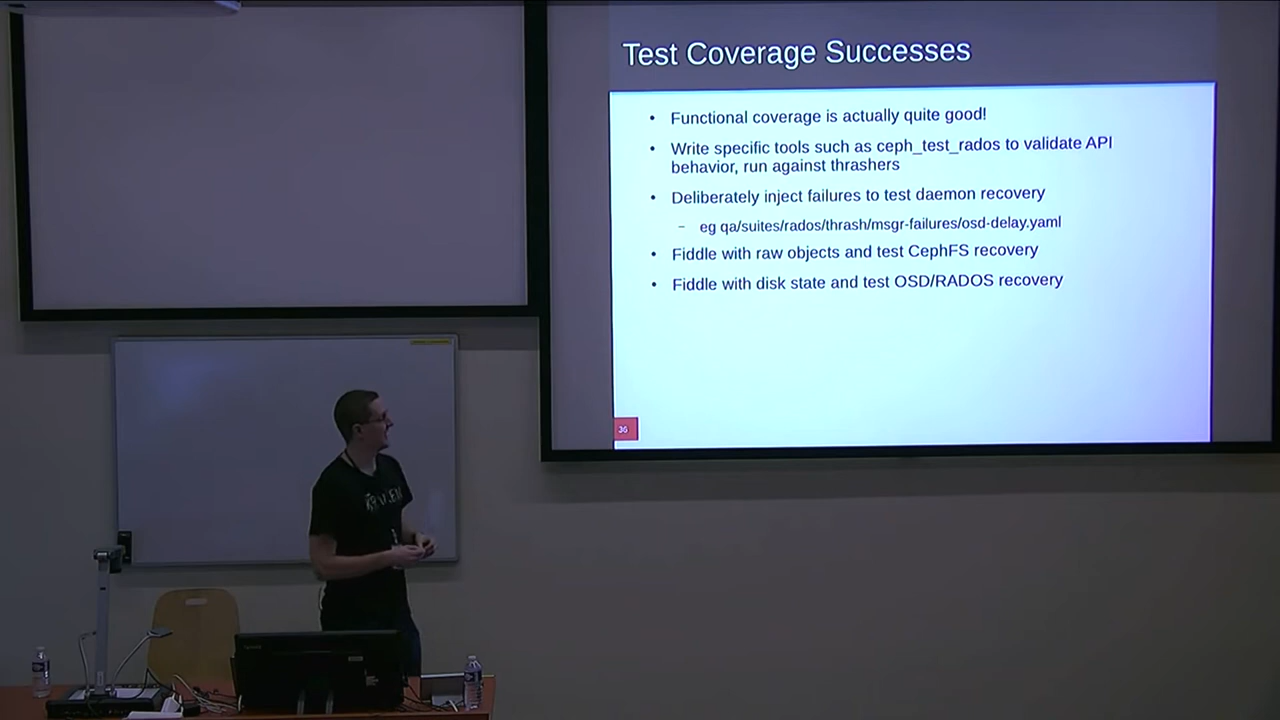 Test Coverage Successes
• Functional coverage is actually quite good!
• Write specific tools such as ceph_test_rados to validate API
behavior, run against thrashers
• Deliberately inject failures to test daemon recovery
– eg qa/suites/rados/thrash/msgr-failures/osd-delay.yaml
• Fiddle with raw objects and test CephFS recovery
• Fiddle with disk state and test OSD/RADOS recovery
36